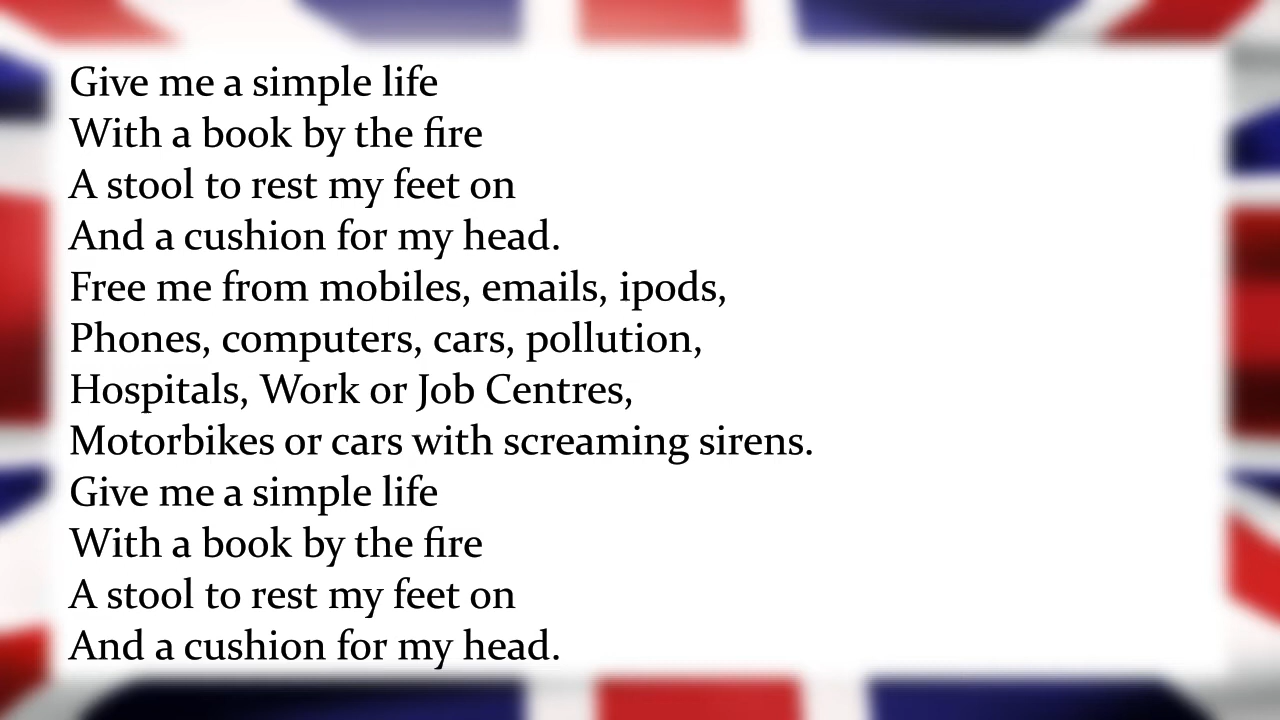 Give me a simple life
With a book by the fire
A stool to rest my feet on
And a cushion for my head.
Free me from mobiles, emails, ipods,
Phones, computers, cars, pollution,
Hospitals, Work or Job Centres,
Motorbikes or cars with screaming sirens.
Give me a simple life
With a book by the fire
A stool to rest my feet on
And a cushion for my head.